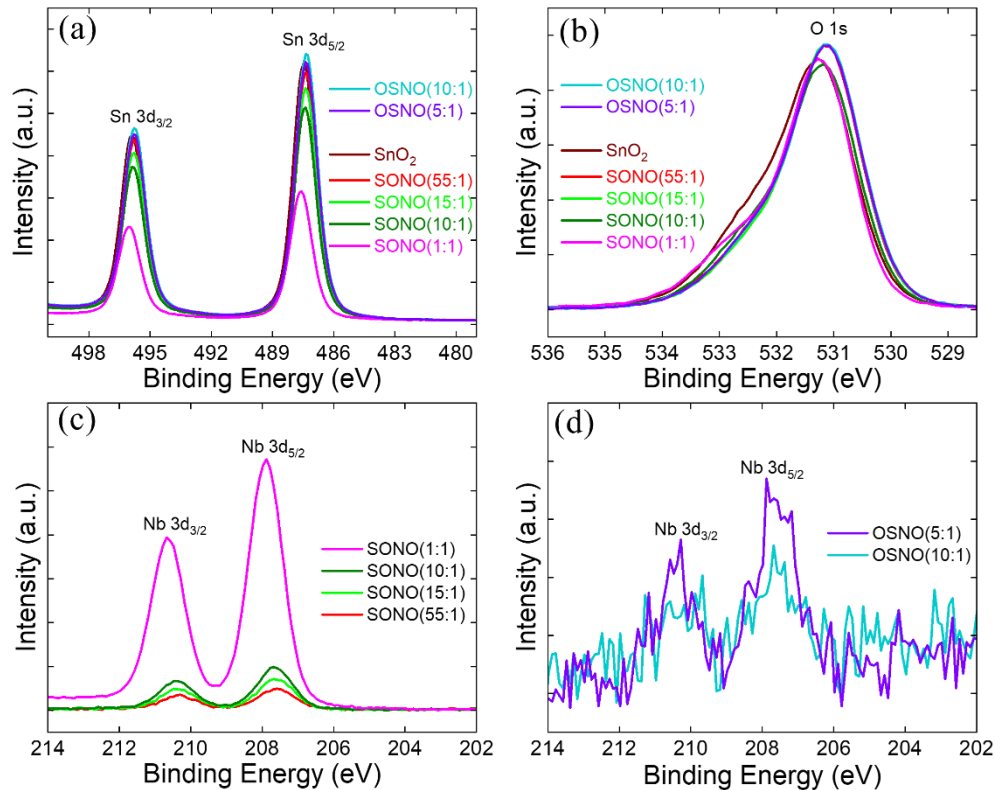 (a)
Sn 3d5/2
Sn 3d3/2
OSNO(10:1)
OSNO(5:1)
SnO2
SONO(55:1)
SONO(15:1)
SONO(10:1)
SONO(1:1)
Intensity (a.u.)
498 495 492 489 486 483 480
Binding Energy (eV)
(b)
O 1s
OSNO(10:1)
OSNO(5:1)
SnO2
SONO(55:1)
SONO(15:1)
SONO(10:1)
SONO(1:1)
Intensity (a.u.)
536 535 534 533 532 531 530 529
Binding Energy (eV)
(c)
Nb 3d5/2
Nb 3d3/2
SONO(1:1)
SONO(10:1)
SONO(15:1)
SONO(55:1)
Intensity (a.u.)
214 212 210 208 206 204 202
Binding Energy (eV)
(d)
Nb 3d5/2
Nb 3d3/2
OSNO(5:1)
OSNO(10:1)
Intensity (a.u.)
214 212 210 208 206 204 202
Binding Energy (eV)